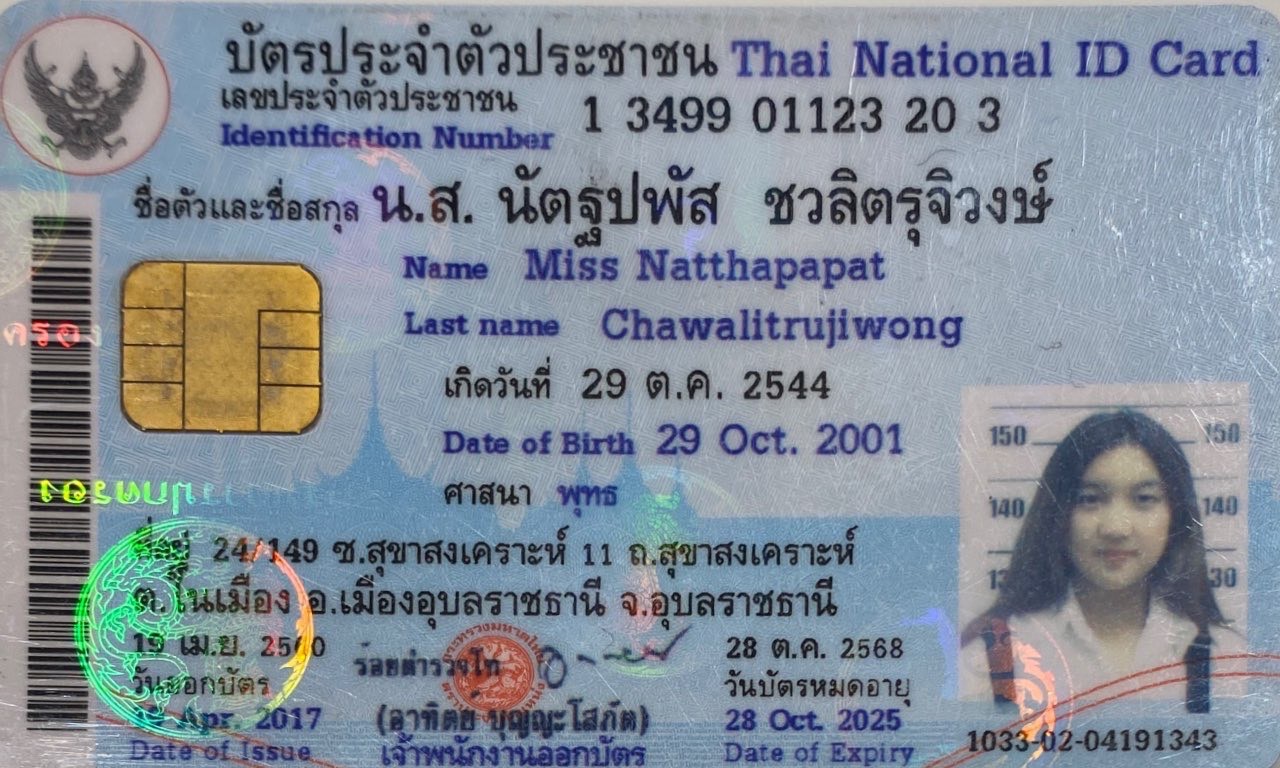 บัตรประจำตัวประชาชน Thai National ID Card
เลขประจำตัวประชาชน
Identification Number 1 3499 01123 20 3
ชื่อตัวและชื่อสกุล น.ส. นัตฐปพัส ชวลิตรุจิวงษ์
Name Miss Natthapapat
Last name Chawalitrujiwong
เกิดวันที่ 29 ต.ค. 2544
Date of Birth 29 Oct. 2001
ศาสนา พุทธ
ที่อยู่ 24/149 ซ.สุขาสงเคราะห์ 11 ถ.สุขาสงเคราะห์
ต.ในเมือง อ.เมืองอุบลราชธานี จ.อุบลราชธานี
19 เม.ย. 2560
วันออกบัตร
Apr. 2017
Date of Issue
ร้อยตำรวจโท
(อาทิตย์ บุญญะโสภัต)
เจ้าพนักงานออกบัตร
28 ต.ค. 2568
วันบัตรหมดอายุ
28 Oct. 2025
Date of Expiry
150 150
140 140
1033-02-04191343